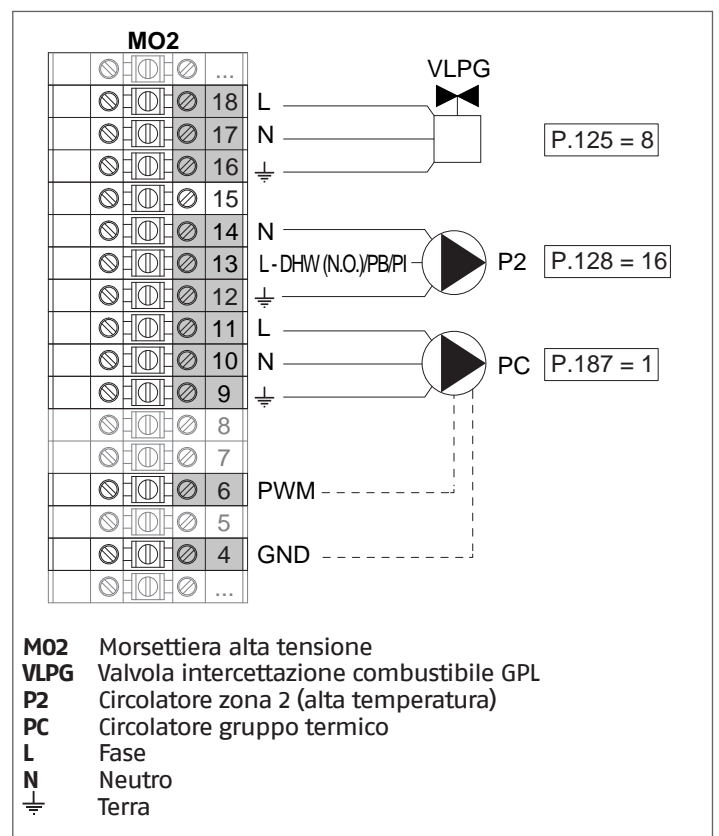 MO2
...
VLPG
18 L
17 N
P.125 = 8
16
15
14 N
13 L - DHW (N.O.)/PB/PI
P2
P.128 = 16
12
11 L
10 N
PC
P.187 = 1
9
8
7
6 PWM
5
4 GND
...
M02 Morsettiera alta tensione
VLPG Valvola intercettazione combustibile GPL
P2 Circolatore zona 2 (alta temperatura)
PC Circolatore gruppo termico
L Fase
N Neutro
⏚ Terra